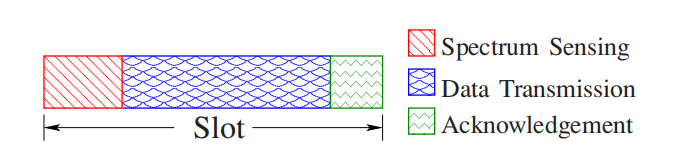 Spectrum Sensing
Data Transmission
Slot
Acknowledgement